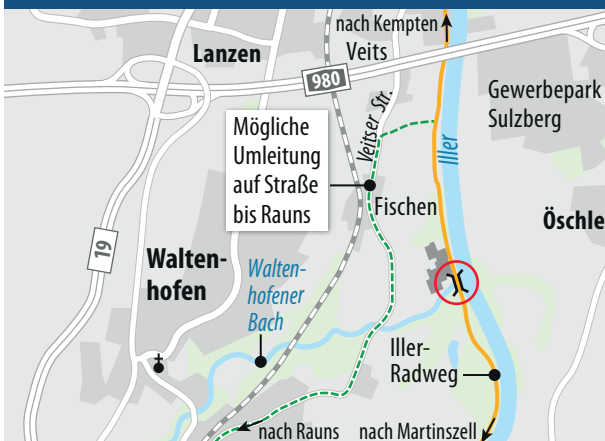 nach Kempten
Lanzen
Veits
980
Gewerbepark
Sulzberg
Veitser Str.
Mögliche
Umleitung
auf Straße
bis Rauns
Iller
Fischen
Öschle
19
Walten-
hofen
Walten-
hofener
Bach
Iller-
Radweg
nach Rauns
nach Martinszell